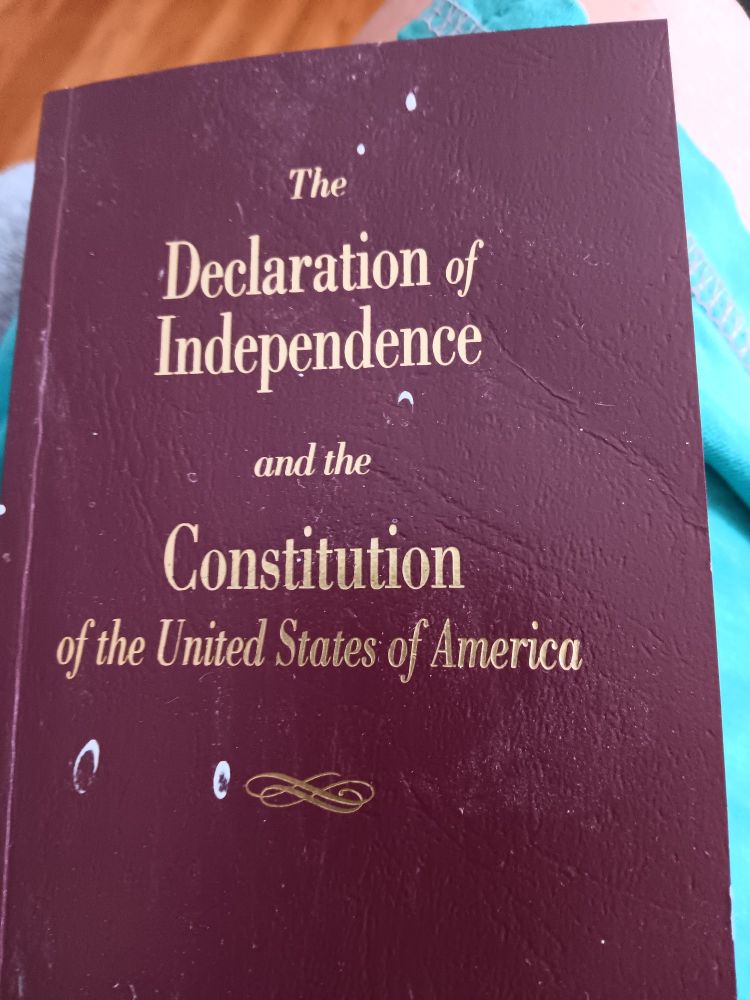 The
Declaration of
Independence
and the
Constitution
of the United States of America